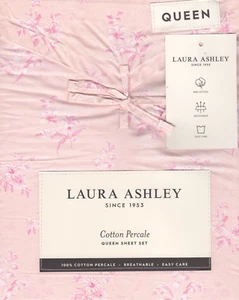 QUEEN
LAURA ASHLEY
SINCE 1953
LAURA ASHLEY
SINCE 1953
Cotton Percale
QUEEN SHEET SET
100% COTTON PERCALE • BREATHABLE • EASY CARE